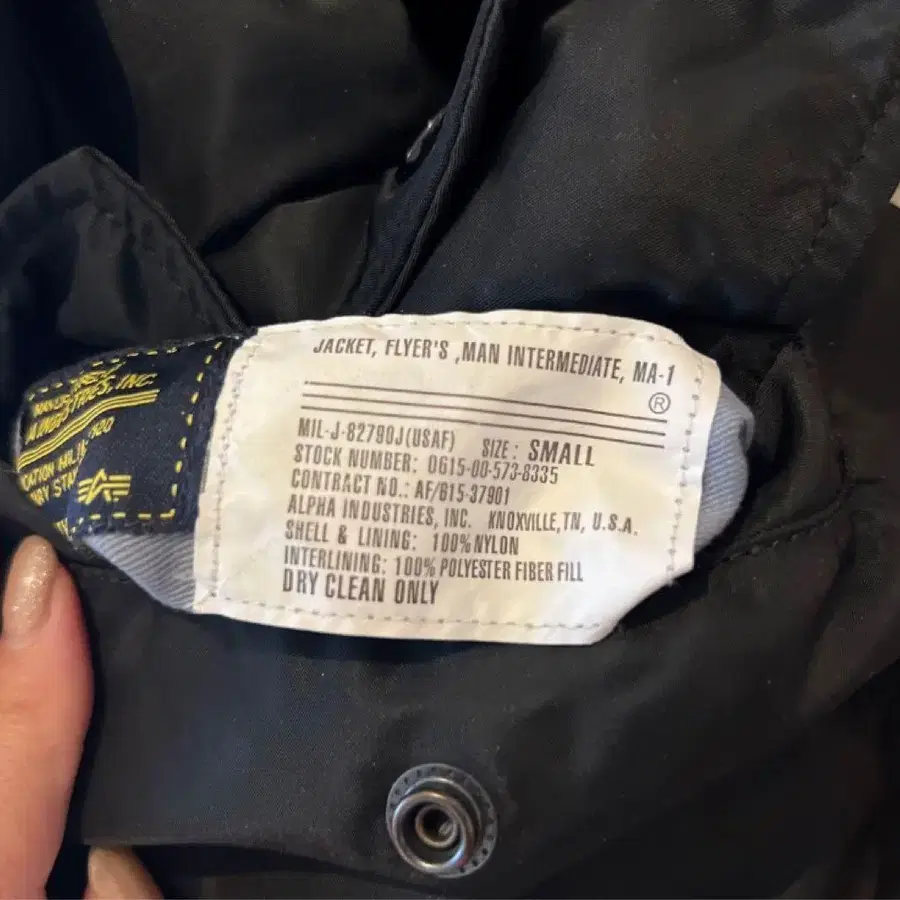 JACKET, FLYER'S ,MAN INTERMEDIATE, MA-1
®
MIL-J-82790J(USAF) SIZE: SMALL
STOCK NUMBER: 0615-00-573-8335
CONTRACT NO.: AF/615-37901
ALPHA INDUSTRIES, INC. KNOXVILLE,TN, U.S.A.
SHELL & LINING: 100%NYLON
INTERLINING: 100% POLYESTER FIBER FILL
DRY CLEAN ONLY
INC.